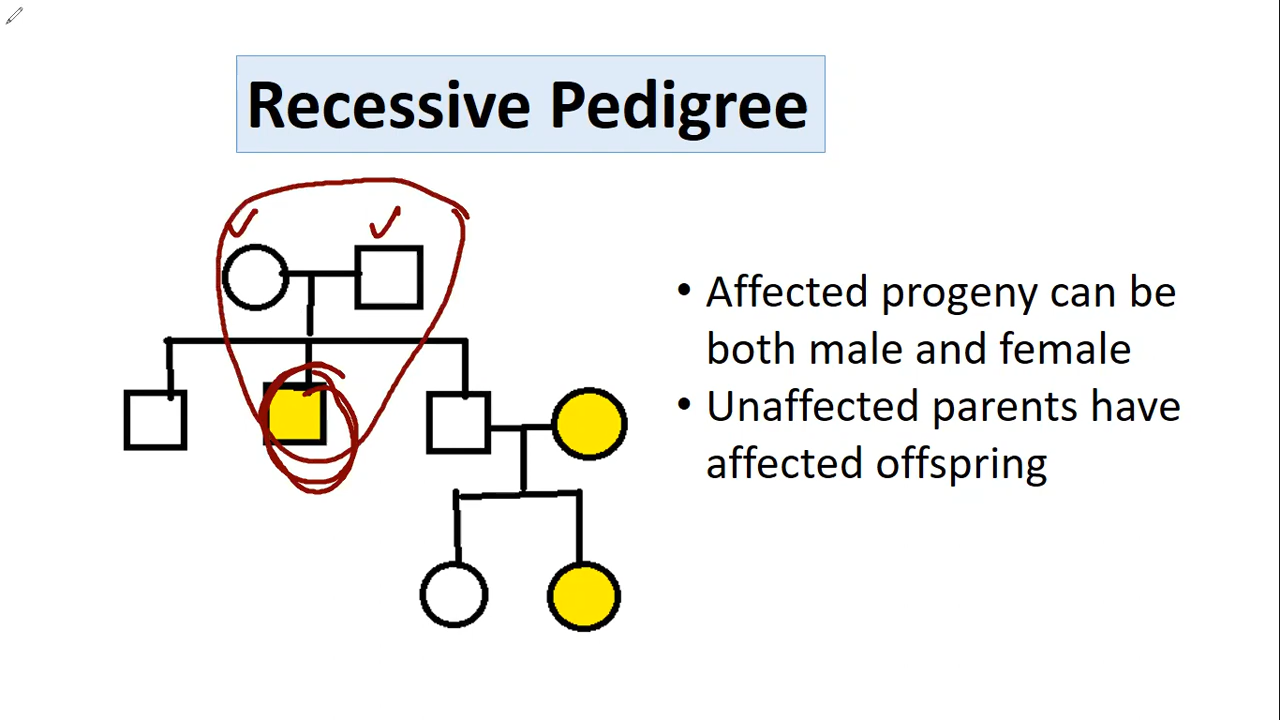 Recessive Pedigree
• Affected progeny can be
both male and female
• Unaffected parents have
affected offspring